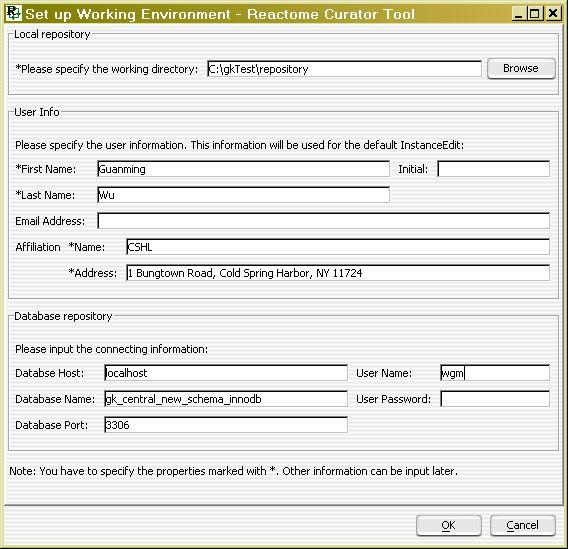 Set up Working Environment - Reactome Curator Tool
Local repository
*Please specify the working directory: C:\gkTest\repository Browse
User Info
Please specify the user information. This information will be used for the default InstanceEdit:
*First Name: Guanming Initial:
*Last Name: Wu
Email Address:
Affiliation *Name: CSHL
*Address: 1 Bungtown Road, Cold Spring Harbor, NY 11724
Database repository
Please input the connecting information:
Databse Host: localhost User Name: wgm
Database Name: gk_central_new_schema_innodb User Password:
Database Port: 3306
Note: You have to specify the properties marked with *. Other information can be input later.
OK Cancel